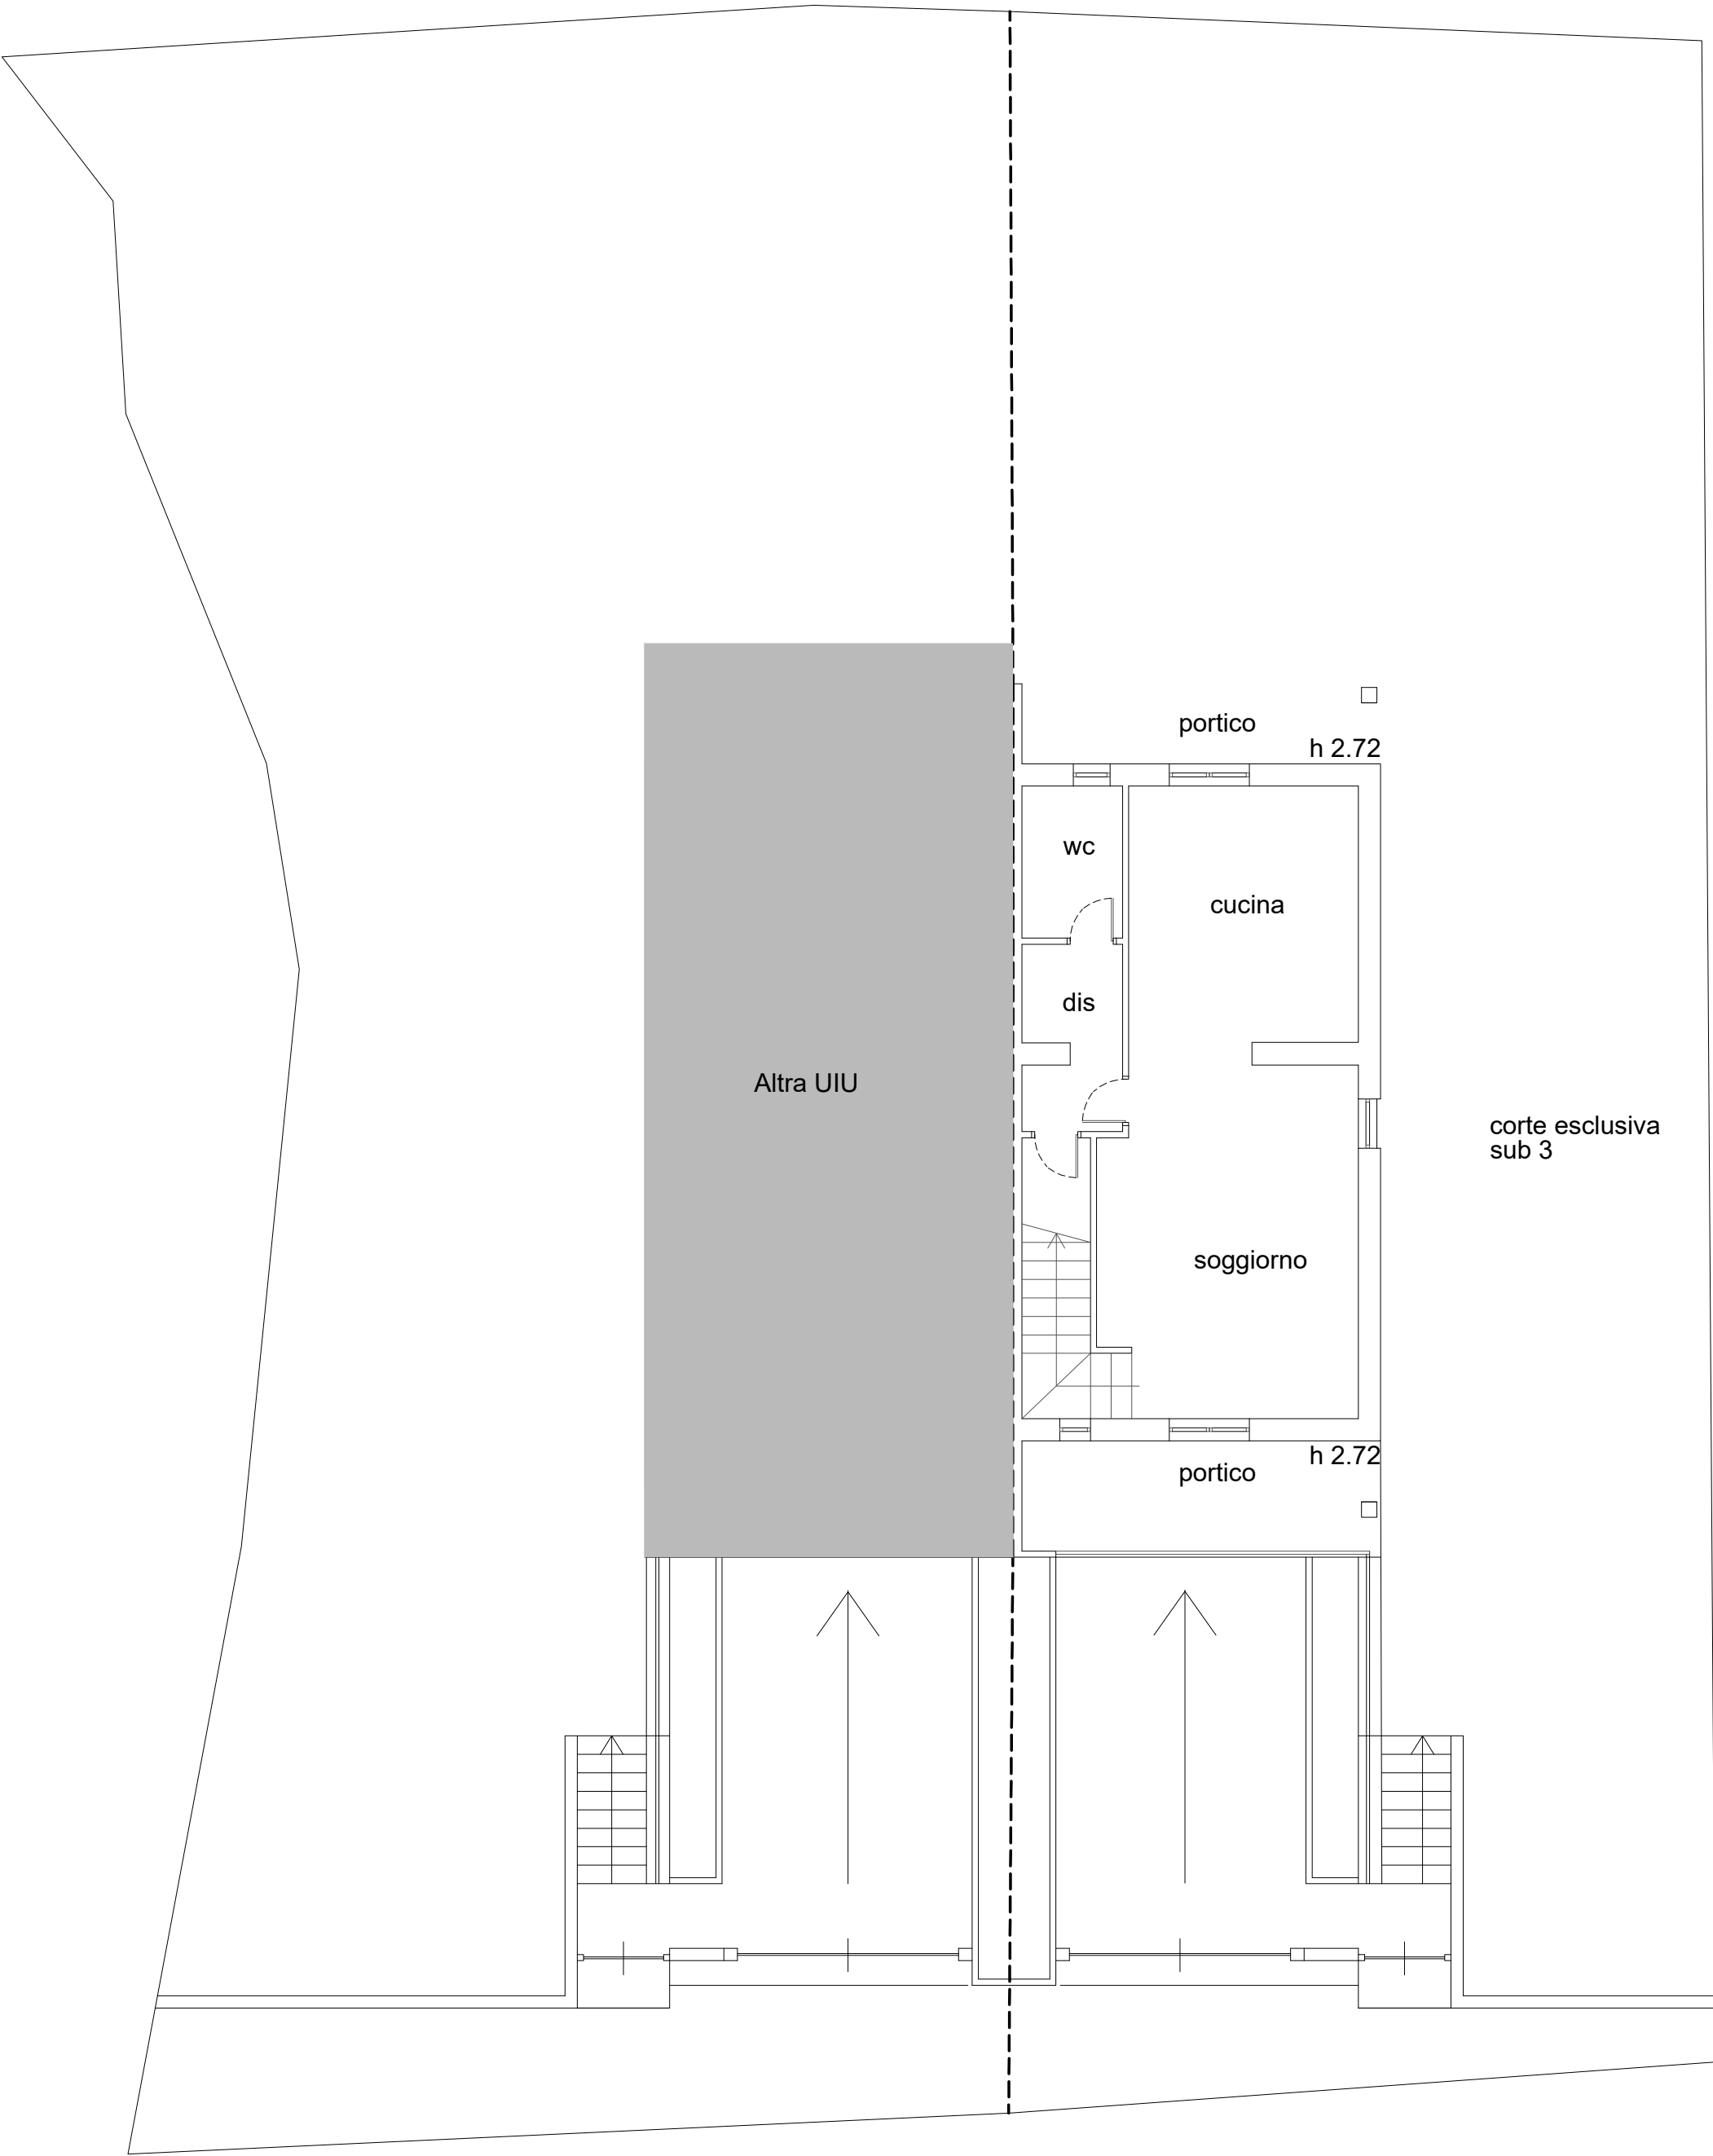 portico
h 2.72
wc
cucina
dis
Altra UIU
corte esclusiva
sub 3
soggiorno
h 2.72
portico